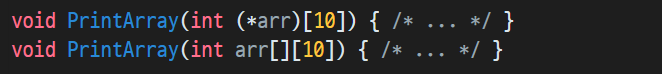 void PrintArray(int (*arr)[10]) { /* ... */ }
void PrintArray(int arr[][10]) { /* ... */ }